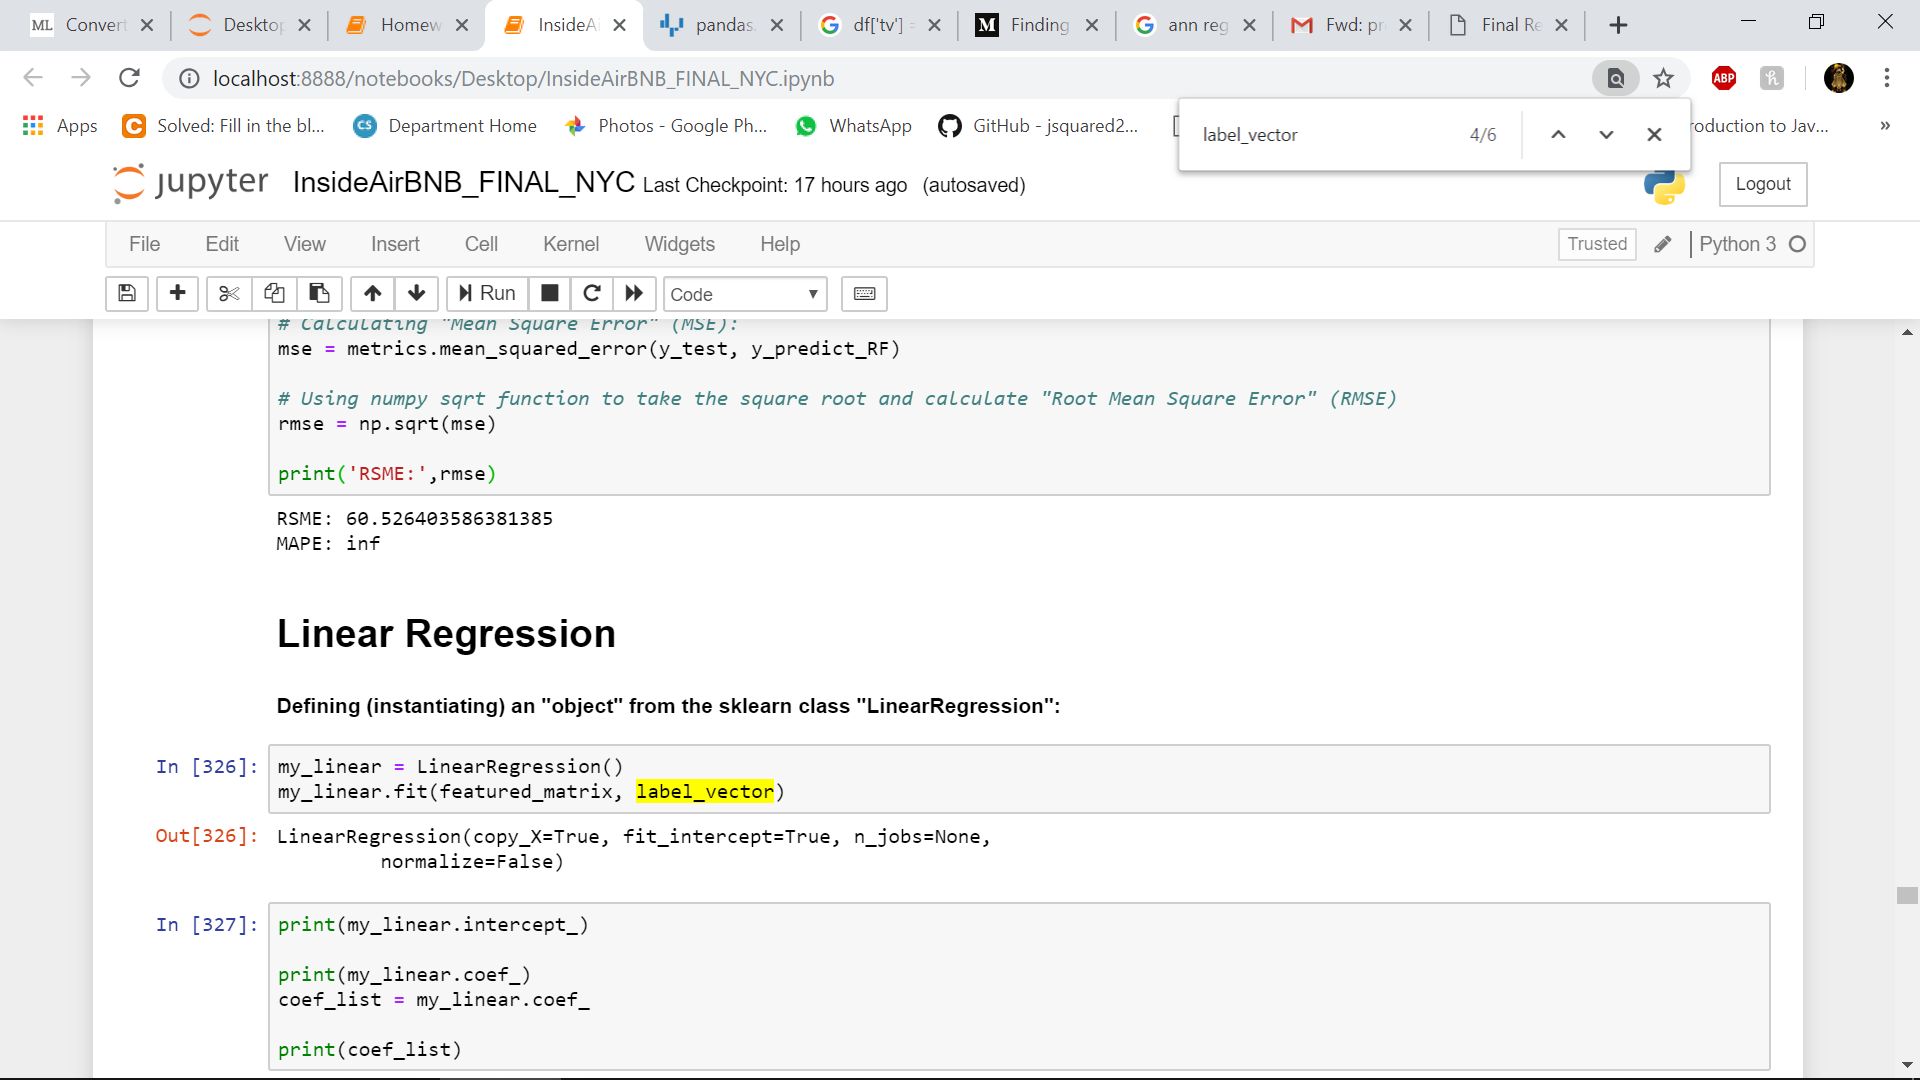 ML Convert
Desktop
Homew
InsideAi
pandas.
df['tv'] =
M Finding
ann reg
Fwd: pr
Final Re
localhost:8888/notebooks/Desktop/InsideAirBNB_FINAL_NYC.ipynb
ABP
Apps
Solved: Fill in the bl...
CS Department Home
Photos - Google Ph...
WhatsApp
GitHub - jsquared2...
roduction to Jav...
»
label_vector 4/6
jupyter InsideAirBNB_FINAL_NYC Last Checkpoint: 17 hours ago (autosaved)
Logout
File Edit View Insert Cell Kernel Widgets Help
Trusted
Python 3
Run
Code
# Calculating "Mean Square Error" (MSE):
mse = metrics.mean_squared_error(y_test, y_predict_RF)
# Using numpy sqrt function to take the square root and calculate "Root Mean Square Error" (RMSE)
rmse = np.sqrt(mse)
print('RSME:',rmse)
RSME: 60.526403586381385
MAPE: inf
Linear Regression
Defining (instantiating) an "object" from the sklearn class "LinearRegression":
In [326]: my_linear = LinearRegression()
my_linear.fit(featured_matrix, label_vector)
Out[326]: LinearRegression(copy_X=True, fit_intercept=True, n_jobs=None,
normalize=False)
In [327]: print(my_linear.intercept_)
print(my_linear.coef_)
coef_list = my_linear.coef_
print(coef_list)